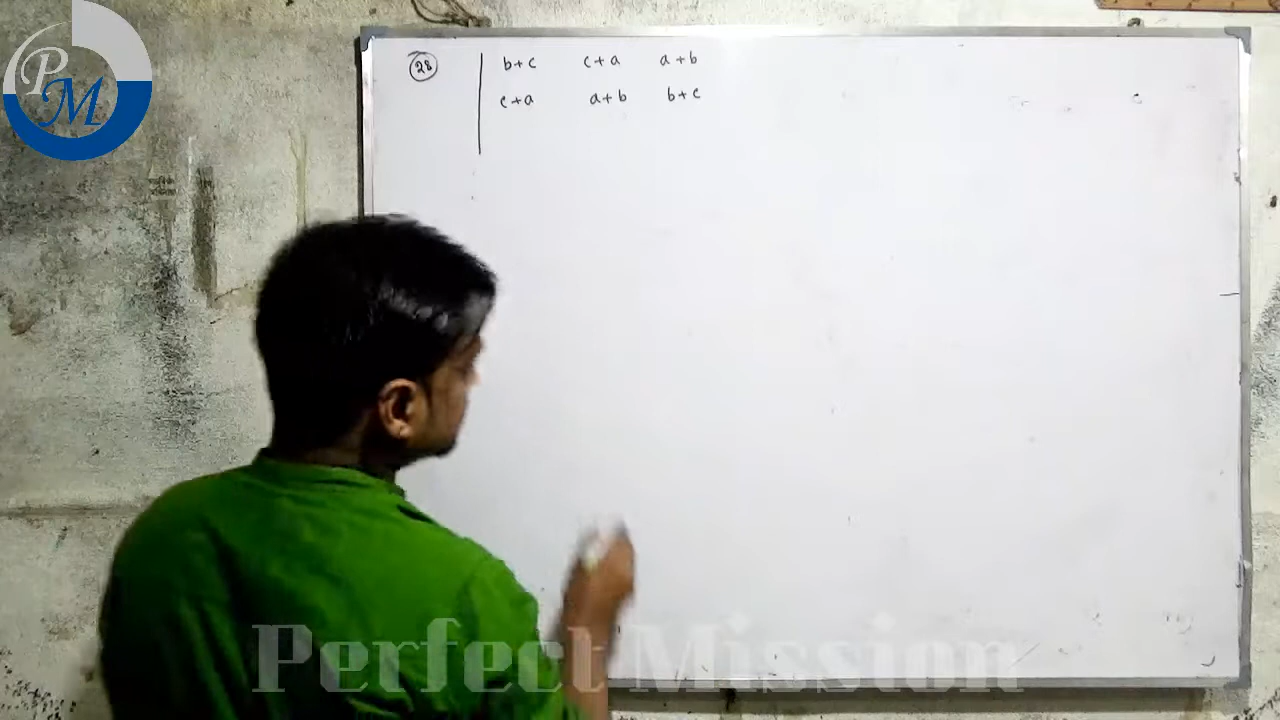 PM
28 | b+c c+a a+b
c+a a+b b+c
Perfect Mission